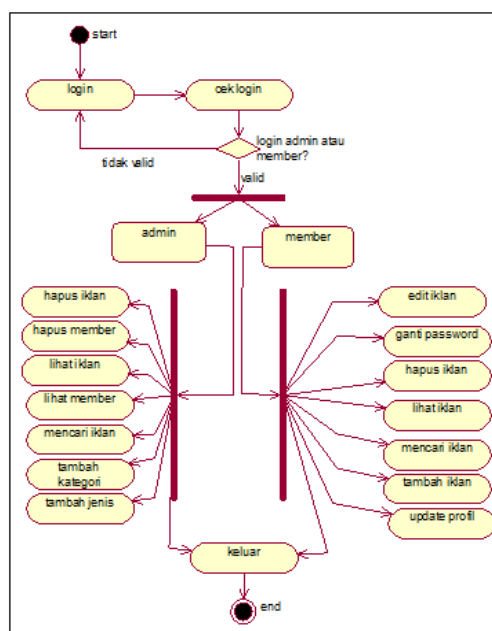 start
login
cek login
login admin atau
member?
tidak valid
valid
admin
member
hapus iklan
hapus member
lihat iklan
lihat member
mencari iklan
tambah
kategori
tambah jenis
edit iklan
ganti password
hapus iklan
lihat iklan
mencari iklan
tambah iklan
update profil
keluar
end